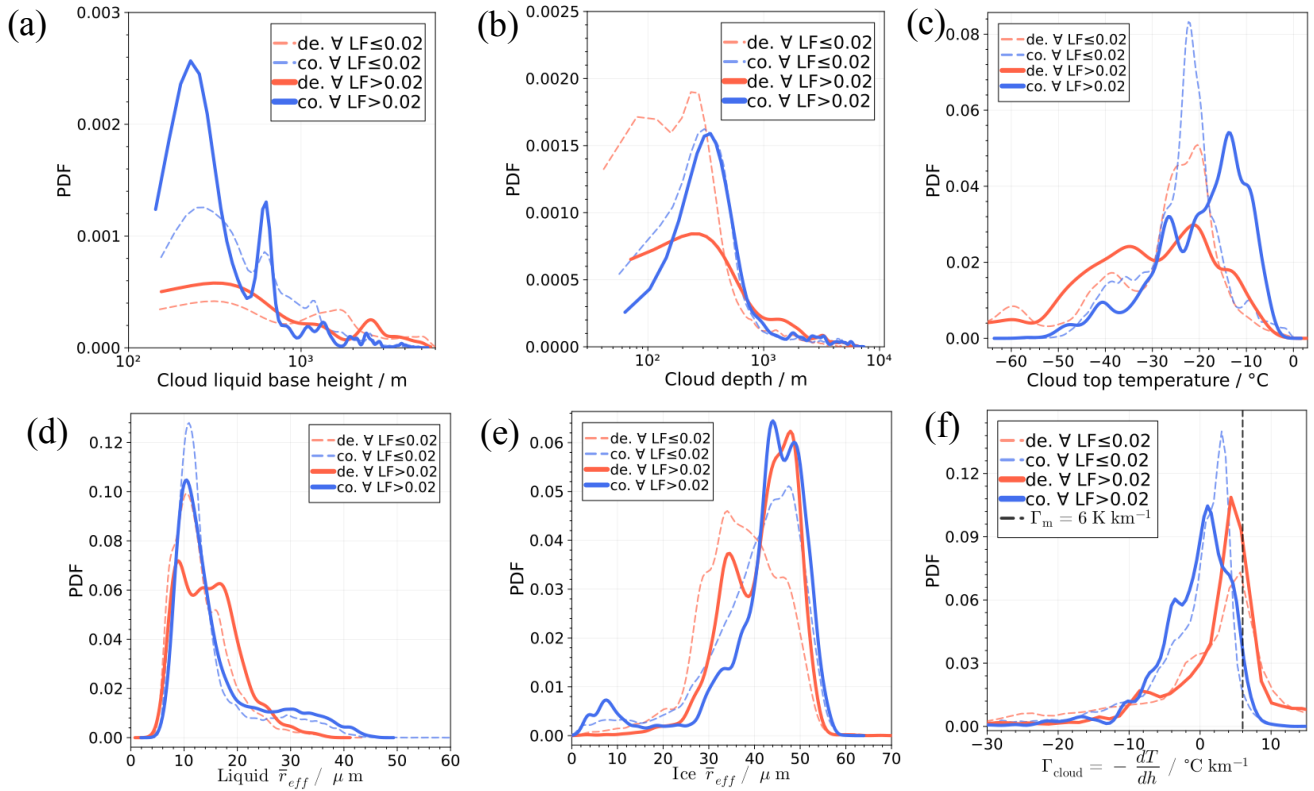 (a)
0.003
0.002
0.001
0.000
PDF
10²
10³
Cloud liquid base height / m
de. ∀ LF≤0.02
co. ∀ LF≤0.02
de. ∀ LF>0.02
co. ∀ LF>0.02
(b)
0.0025
0.0020
0.0015
0.0010
0.0005
0.0000
PDF
10²
10³
10⁴
Cloud depth / m
de. ∀ LF≤0.02
co. ∀ LF≤0.02
de. ∀ LF>0.02
co. ∀ LF>0.02
(c)
0.08
0.06
0.04
0.02
0.00
PDF
−60 −50 −40 −30 −20 −10 0
Cloud top temperature / °C
de. ∀ LF≤0.02
co. ∀ LF≤0.02
de. ∀ LF>0.02
co. ∀ LF>0.02
(d)
0.12
0.10
0.08
0.06
0.04
0.02
0.00
PDF
0 10 20 30 40 50 60
Liquid r̅eff / μ m
de. ∀ LF≤0.02
co. ∀ LF≤0.02
de. ∀ LF>0.02
co. ∀ LF>0.02
(e)
0.06
0.05
0.04
0.03
0.02
0.01
0.00
PDF
0 10 20 30 40 50 60 70
Ice r̅eff / μ m
de. ∀ LF≤0.02
co. ∀ LF≤0.02
de. ∀ LF>0.02
co. ∀ LF>0.02
(f)
0.15
0.12
0.09
0.06
0.03
0.00
PDF
−30 −20 −10 0 10
Γcloud = − dT/dh / °C km⁻¹
de. ∀ LF≤0.02
co. ∀ LF≤0.02
de. ∀ LF>0.02
co. ∀ LF>0.02
Γm = 6 K km⁻¹